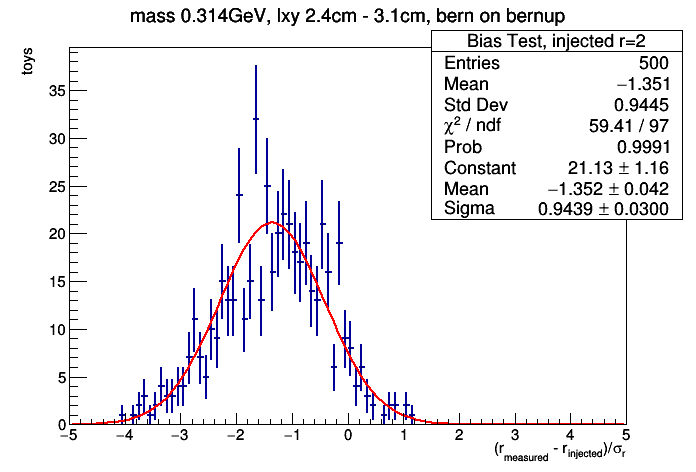 mass 0.314GeV, lxy 2.4cm - 3.1cm, bern on bernup
toys
Bias Test, injected r=2
Entries 500
Mean −1.351
Std Dev 0.9445
χ² / ndf 59.41 / 97
Prob 0.9991
Constant 21.13 ± 1.16
Mean −1.352 ± 0.042
Sigma 0.9439 ± 0.0300
35
30
25
20
15
10
5
0
−5 −4 −3 −2 −1 0 1 2 3 4 5
(r_measured - r_injected)/σ_r